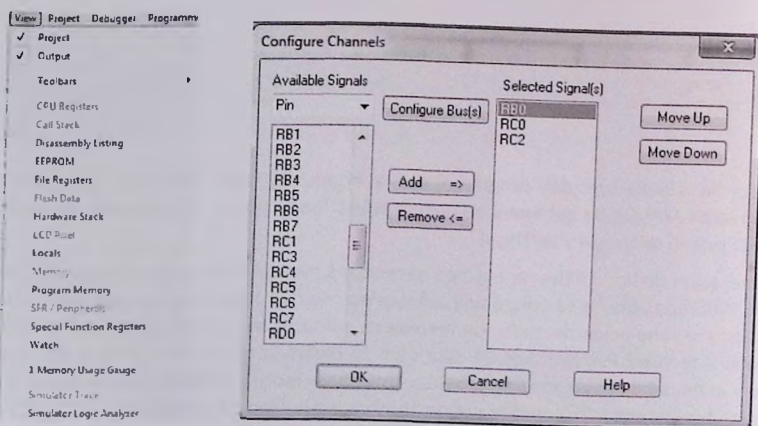 View Project Debugger Programm
✓ Project
✓ Output
Toolbars
CPU Registers
Call Stack
Disassembly Listing
EEPROM
File Registers
Flash Data
Hardware Stack
LCD Pixel
Locals
Memory
Program Memory
SFR / Peripherals
Special Function Registers
Watch
1 Memory Usage Gauge
Simulator Trace
Simulator Logic Analyzer
Configure Channels
Available Signals
Selected Signal(s)
Pin
Configure Bus(s)
RB1
RB2
RB3
RB4
RB5
RB6
RB7
RC1
RC3
RC4
RC5
RC6
RC7
RD0
Add =>
Remove <=
RB0
RC0
RC2
Move Up
Move Down
OK
Cancel
Help